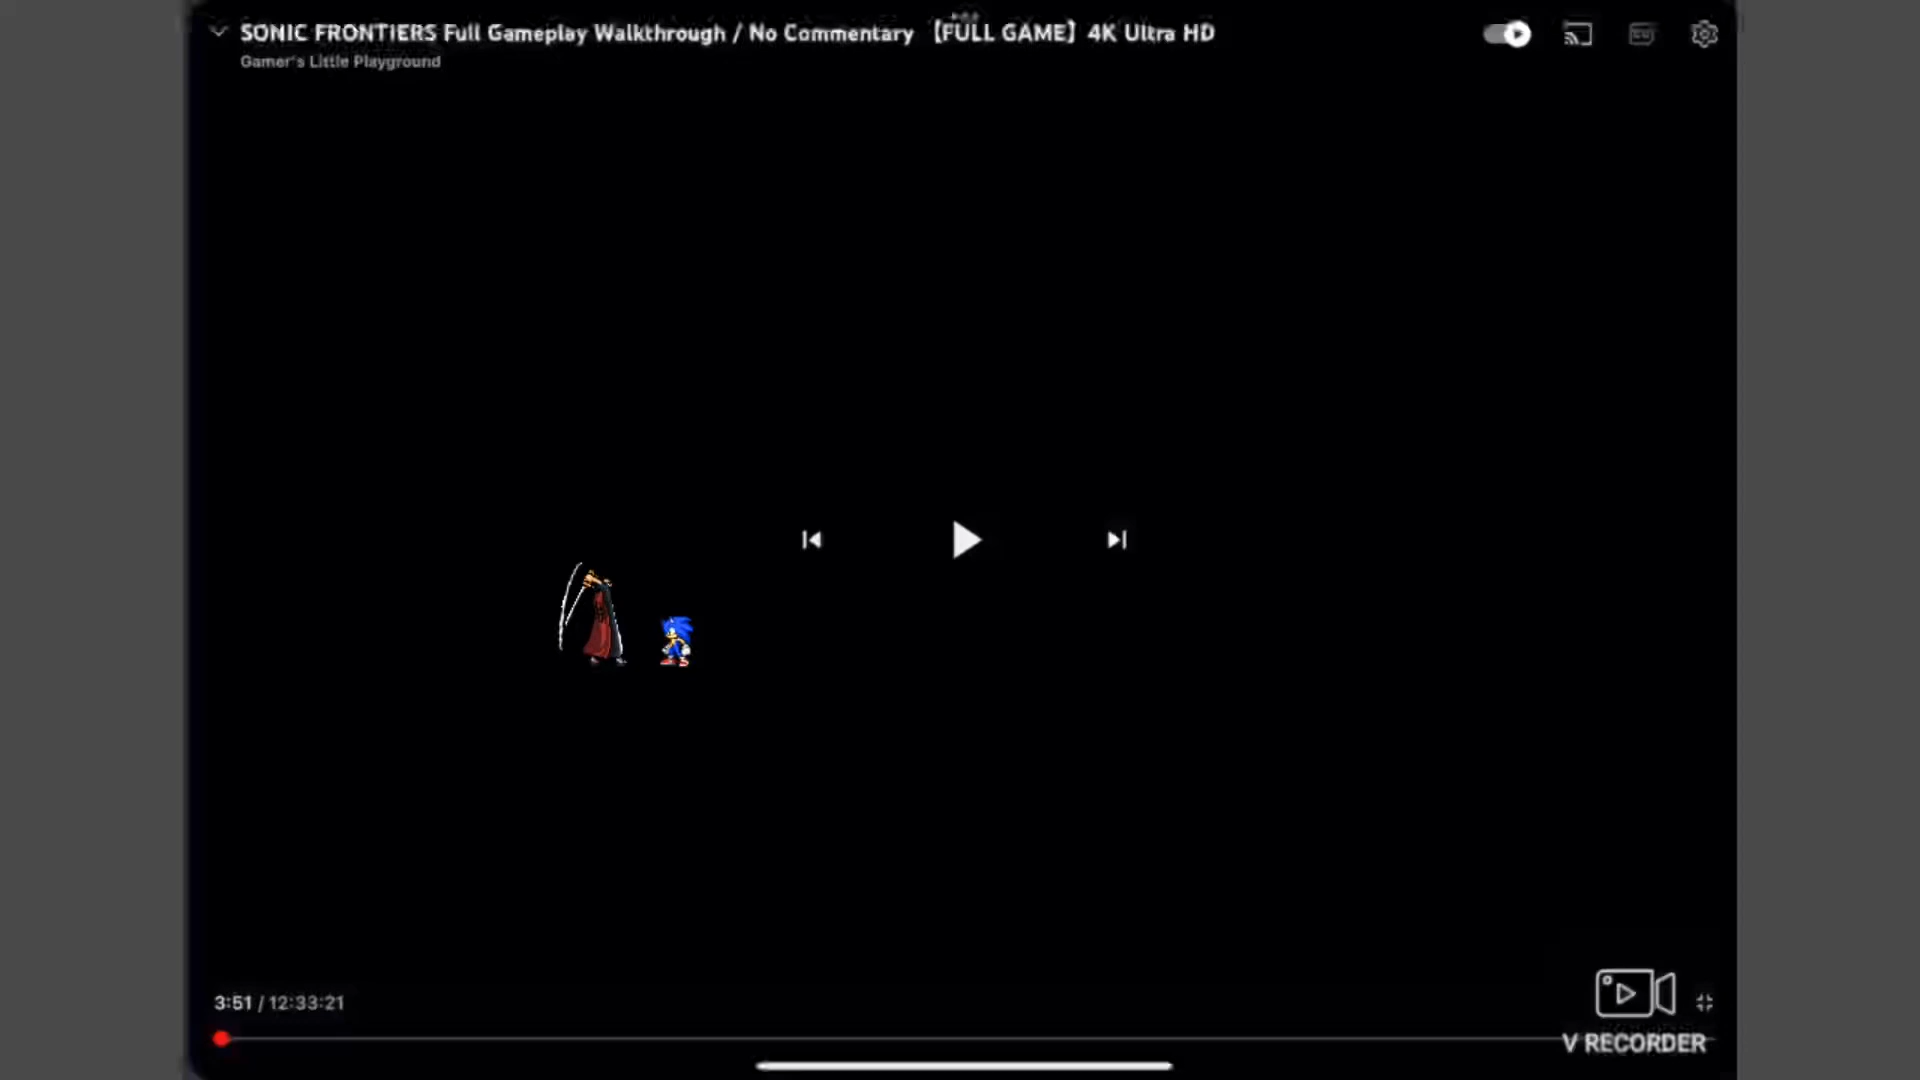 SONIC FRONTIERS Full Gameplay Walkthrough / No Commentary 【FULL GAME】 4K Ultra HD
Gamer's Little Playground
3:51 / 12:33:21
V RECORDER